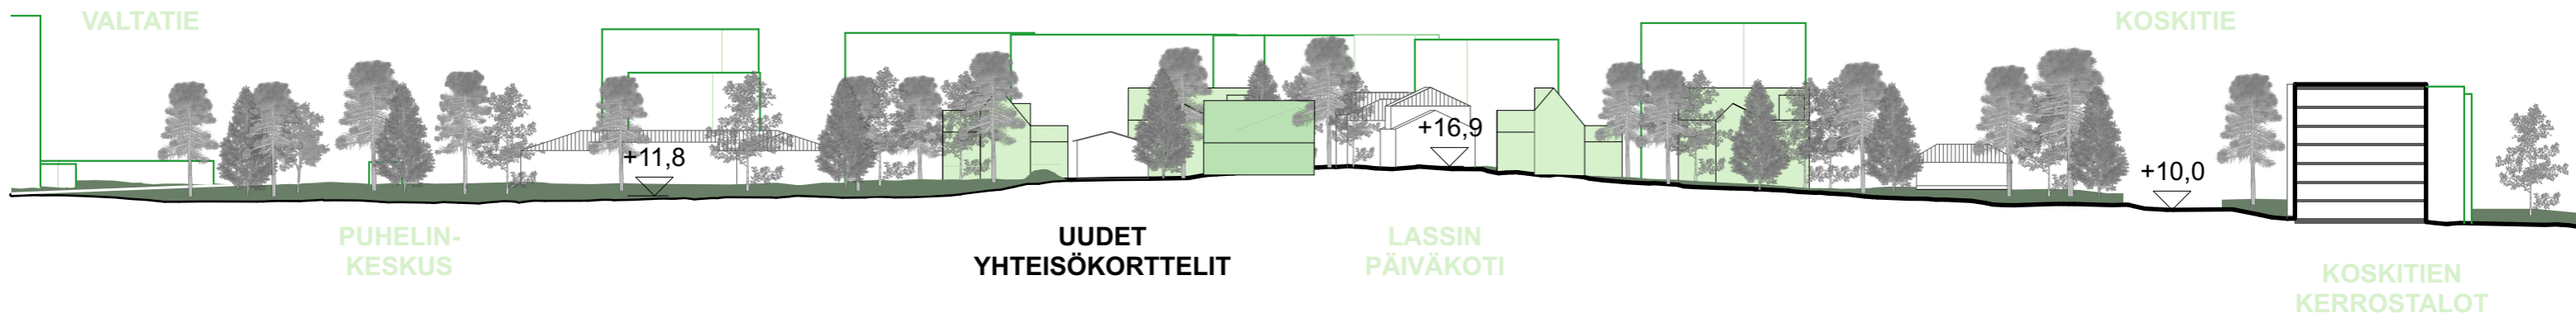 VALTATIE
KOSKITIE
+11,8
+16,9
+10,0
PUHELIN-
KESKUS
UUDET
YHTEISÖKORTTELIT
LASSIN
PÄIVÄKOTI
KOSKITIEN
KERROSTALOT